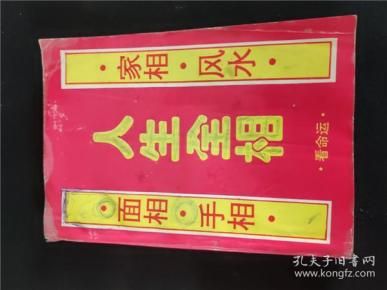 ·家相·风水·
人生全相
·看命运·
·面相·手相·
孔夫子旧书网
www.kongfz.com